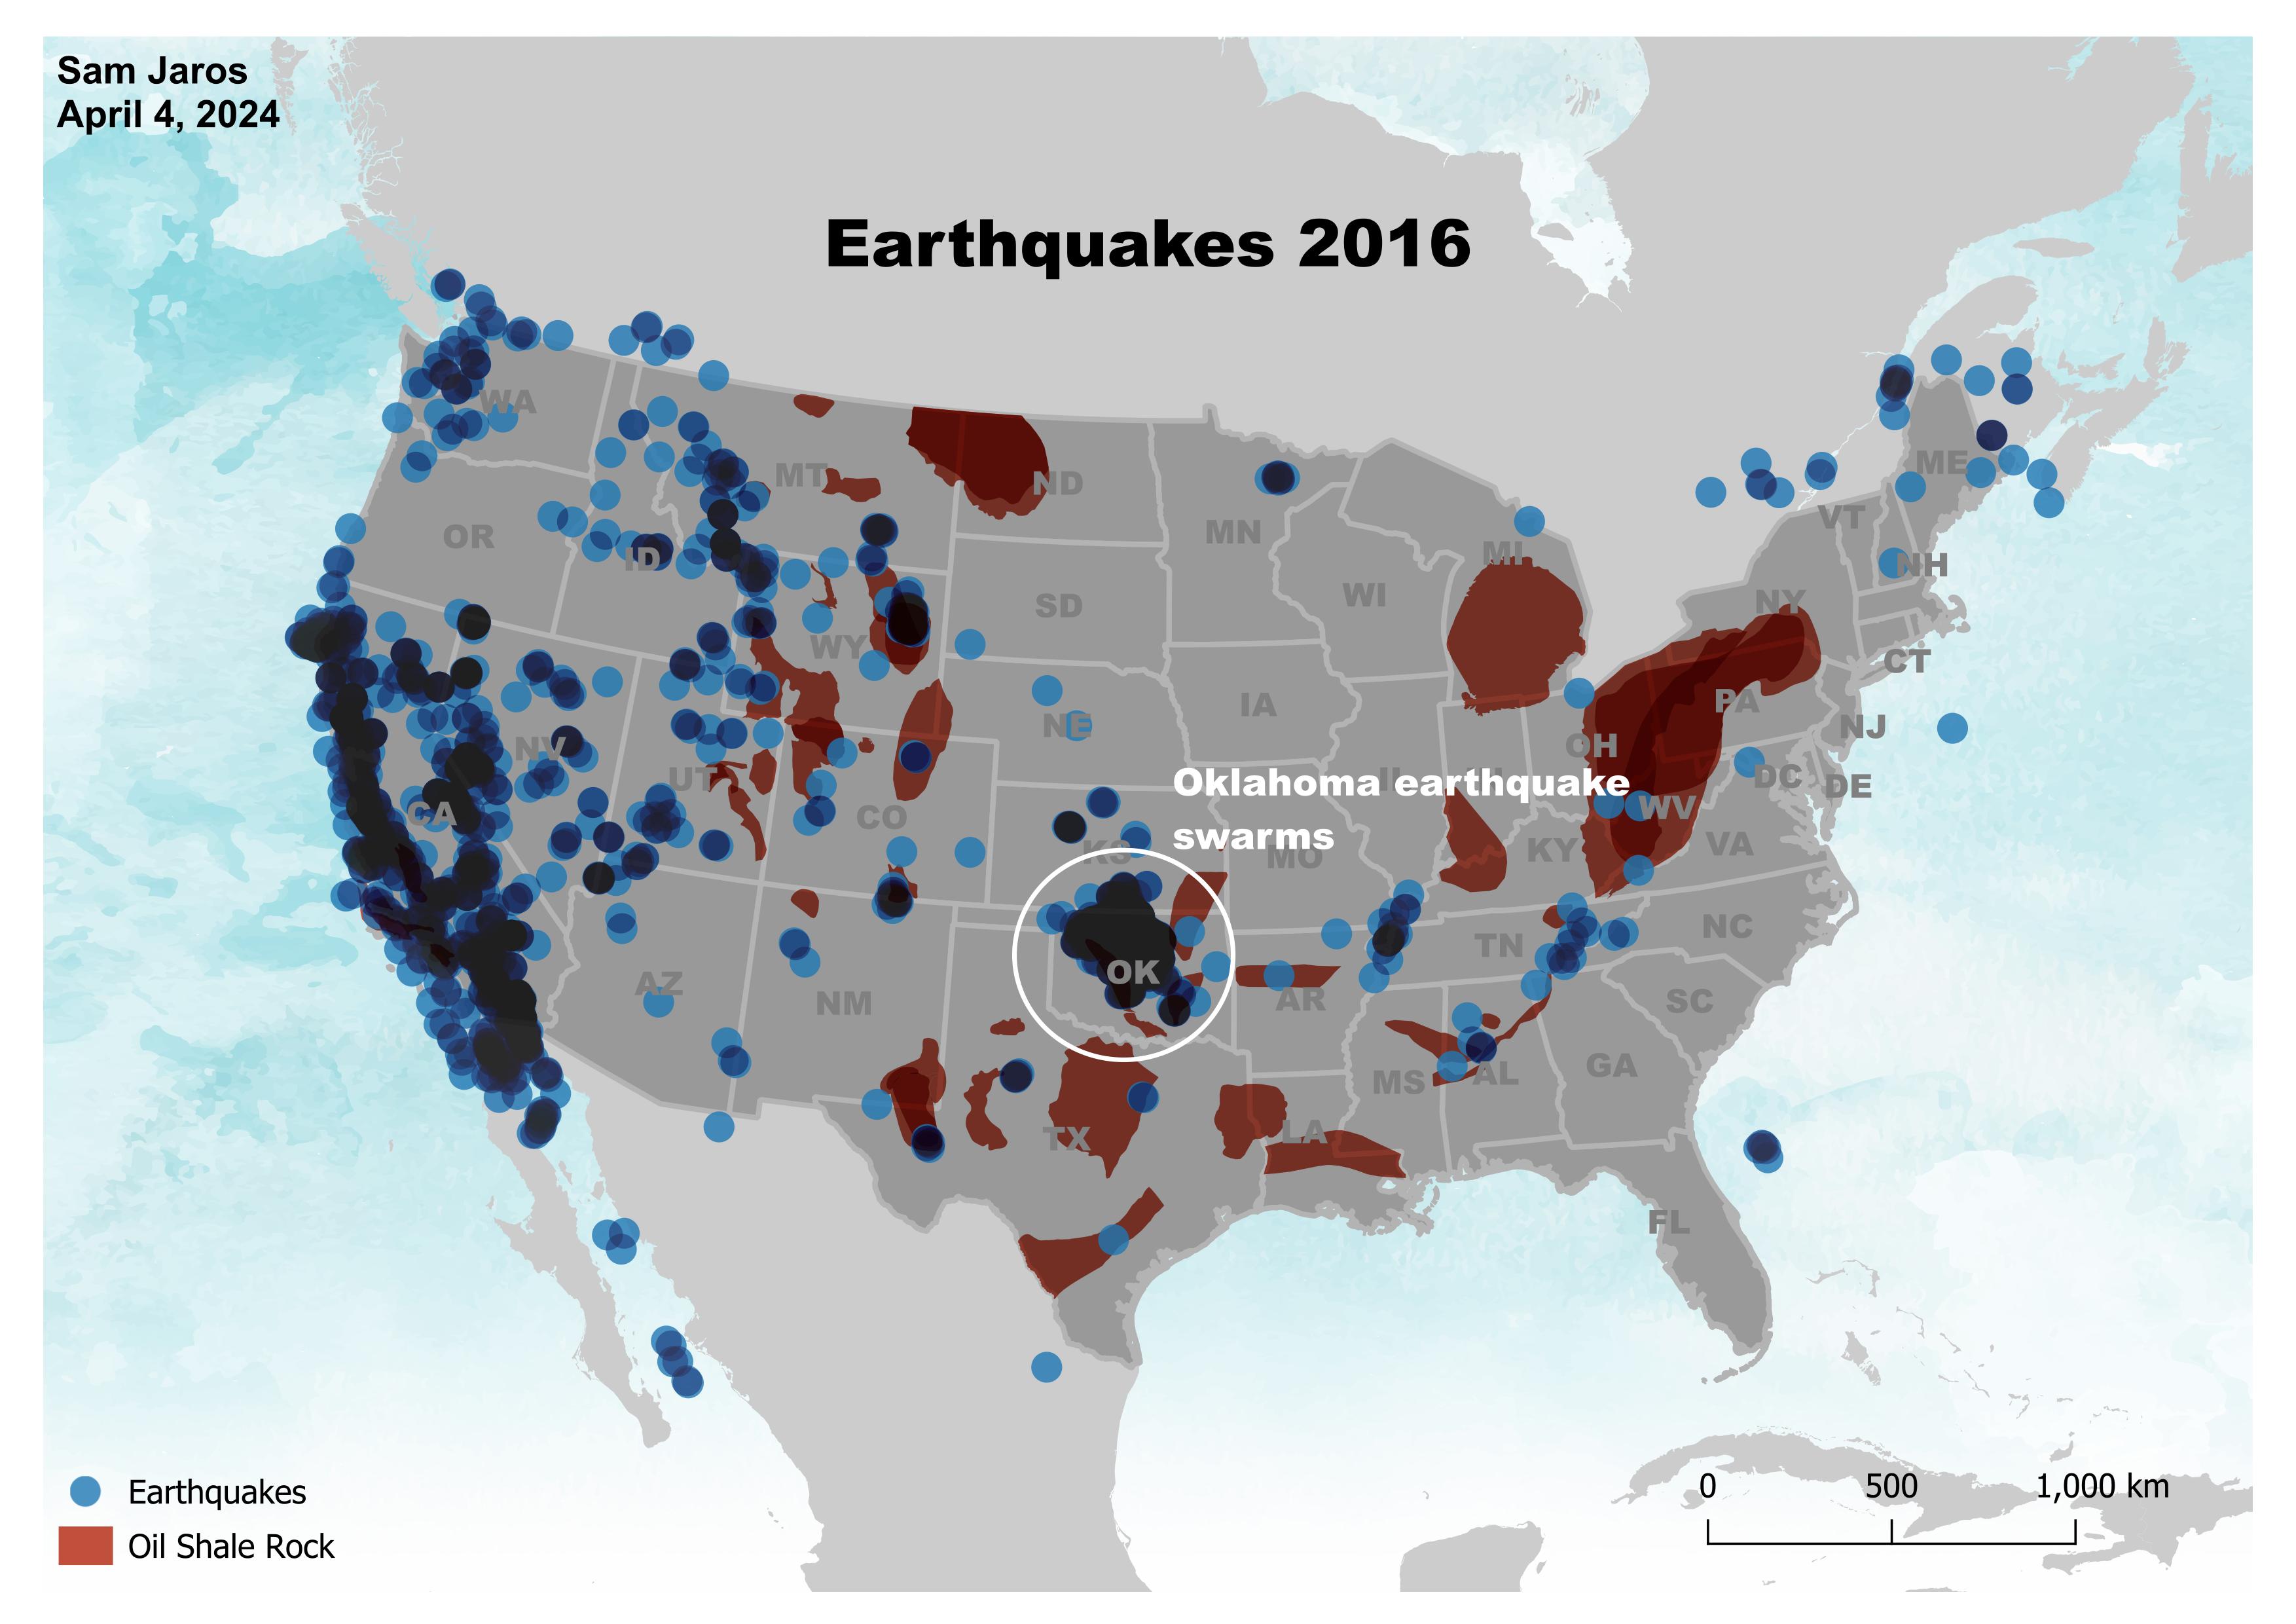 Sam Jaros
April 4, 2024
Earthquakes 2016
WA
MT
ND
ME
OR
ID
MN
VT
MI
NH
SD
WI
NY
WY
CT
IA
PA
NE
NJ
NV
OH
UT
DC
DE
Oklahoma earthquake
swarms
IL
CA
CO
WV
KS
MO
KY
VA
NC
TN
OK
AZ
NM
AR
SC
GA
MS
AL
TX
LA
FL
0 500 1,000 km
Earthquakes
Oil Shale Rock